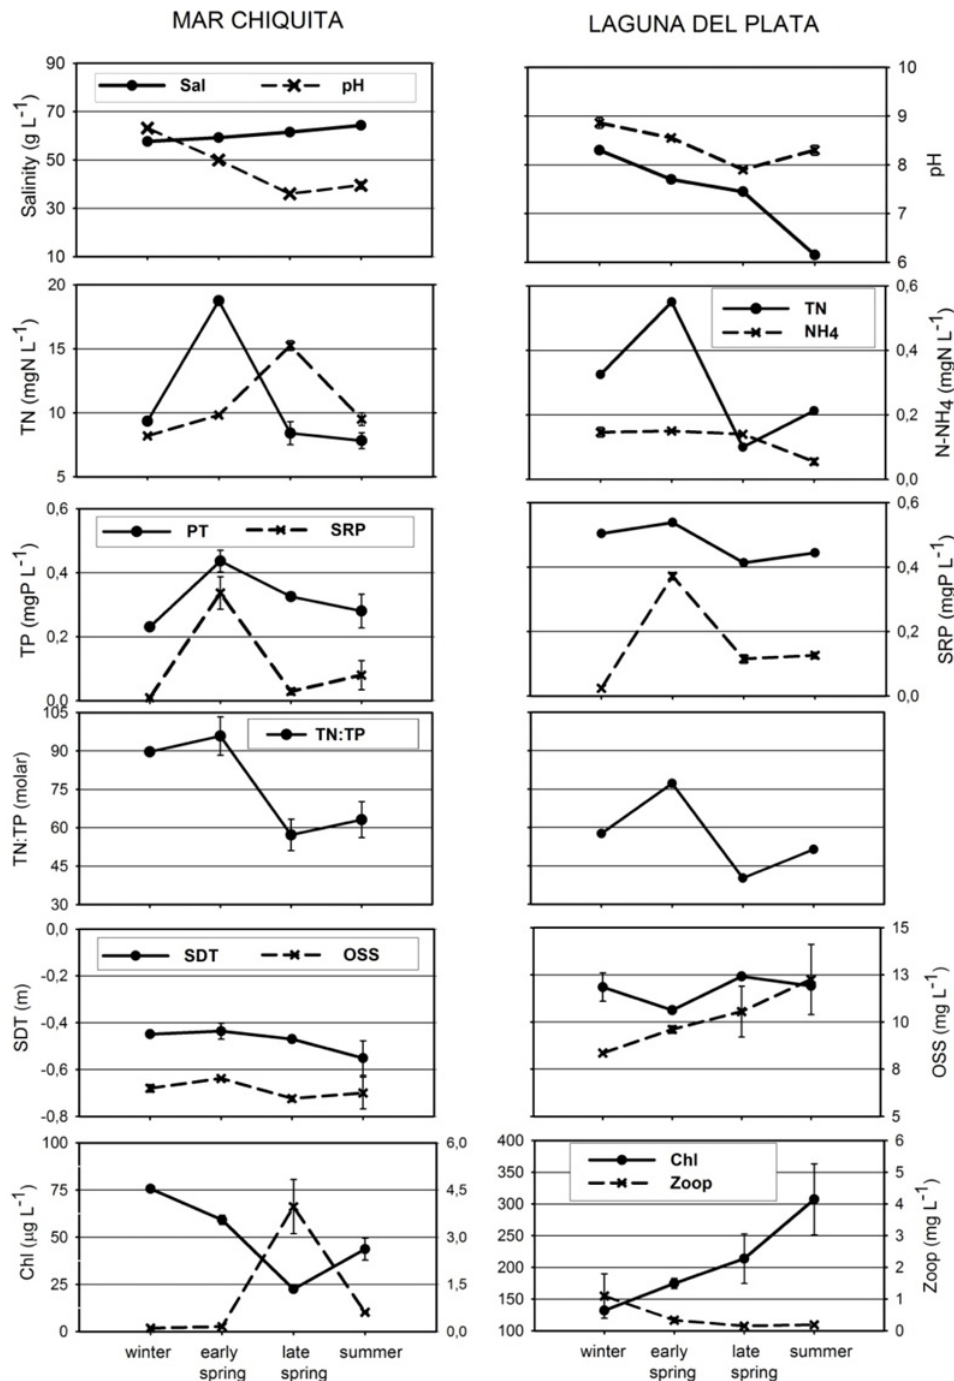 MAR CHIQUITA
LAGUNA DEL PLATA
Salinity (g L⁻¹)
90
70
50
30
10
Sal pH
10
9
8
7
6
pH
TN (mgN L⁻¹)
20
15
10
5
TN
NH4
0,6
0,4
0,2
0,0
N-NH4 (mgN L⁻¹)
TP (mgP L⁻¹)
0,6
0,4
0,2
0,0
PT SRP
0,6
0,4
0,2
0,0
SRP (mgP L⁻¹)
TN:TP (molar)
105
90
75
60
45
30
TN:TP
SDT (m)
0,0
-0,2
-0,4
-0,6
-0,8
SDT OSS
15
13
10
8
5
OSS (mg L⁻¹)
Chl (µg L⁻¹)
100
75
50
25
0
6,0
4,5
3,0
1,5
0,0
400
350
300
250
200
150
100
Chl
Zoop
6
5
4
3
2
1
0
Zoop (mg L⁻¹)
winter early spring late spring summer
winter early spring late spring summer